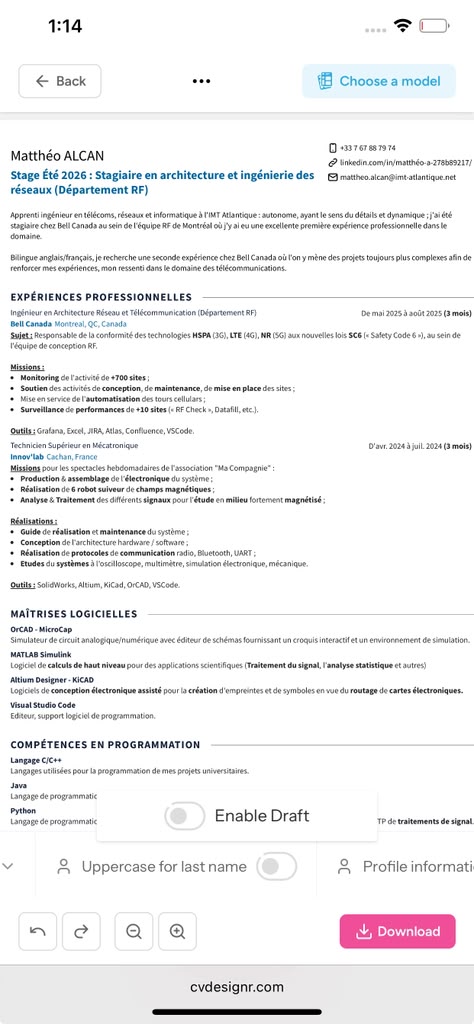 1:14
Back
Choose a model
Matthéo ALCAN
Stage Été 2026 : Stagiaire en architecture et ingénierie des
réseaux (Département RF)
+33 7 67 88 79 74
linkedin.com/in/matthéo-a-278b89217/
mattheo.alcan@imt-atlantique.net
Apprenti ingénieur en télécoms, réseaux et informatique à l'IMT Atlantique : autonome, ayant le sens du détails et dynamique ; j'ai été
stagiaire chez Bell Canada au sein de l'équipe RF de Montréal où j'y ai eu une excellente première expérience professionnelle dans le
domaine.
Bilingue anglais/français, je recherche une seconde expérience chez Bell Canada où l'on y mène des projets toujours plus complexes afin de
renforcer mes expériences, mon ressenti dans le domaine des télécommunications.
EXPÉRIENCES PROFESSIONNELLES
Ingénieur en Architecture Réseau et Télécommunication (Département RF)
De mai 2025 à août 2025 (3 mois)
Bell Canada Montreal, QC, Canada
Sujet : Responsable de la conformité des technologies HSPA (3G), LTE (4G), NR (5G) aux nouvelles lois SC6 (« Safety Code 6 »), au sein de
l'équipe de conception RF.
Missions :
• Monitoring de l'activité de +700 sites ;
• Soutien des activités de conception, de maintenance, de mise en place des sites ;
• Mise en service de l'automatisation des tours cellulaires ;
• Surveillance de performances de +10 sites (« RF Check », Datafill, etc.).
Outils : Grafana, Excel, JIRA, Atlas, Confluence, VSCode.
Technicien Supérieur en Mécatronique
D'avr. 2024 à juil. 2024 (3 mois)
Innov'lab Cachan, France
Missions pour les spectacles hebdomadaires de l'association "Ma Compagnie" :
• Production & assemblage de l'électronique du système ;
• Réalisation de 6 robot suiveur de champs magnétiques ;
• Analyse & Traitement des différents signaux pour l'étude en milieu fortement magnétisé ;
Réalisations :
• Guide de réalisation et maintenance du système ;
• Conception de l'architecture hardware / software ;
• Réalisation de protocoles de communication radio, Bluetooth, UART ;
• Etudes du systèmes à l'oscilloscope, multimètre, simulation électronique, mécanique.
Outils : SolidWorks, Altium, KiCad, OrCAD, VSCode.
MAÎTRISES LOGICIELLES
OrCAD - MicroCap
Simulateur de circuit analogique/numérique avec éditeur de schémas fournissant un croquis interactif et un environnement de simulation.
MATLAB Simulink
Logiciel de calculs de haut niveau pour des applications scientifiques (Traitement du signal, l'analyse statistique et autres)
Altium Designer - KiCAD
Logiciels de conception électronique assisté pour la création d'empreintes et de symboles en vue du routage de cartes électroniques.
Visual Studio Code
Editeur, support logiciel de programmation.
COMPÉTENCES EN PROGRAMMATION
Langage C/C++
Langages utilisées pour la programmation de mes projets universitaires.
Java
Langage de programmatic
Python
Langage de programmatic
TP de traitements de signal.
Enable Draft
Uppercase for last name
Profile informati
Download
cvdesignr.com